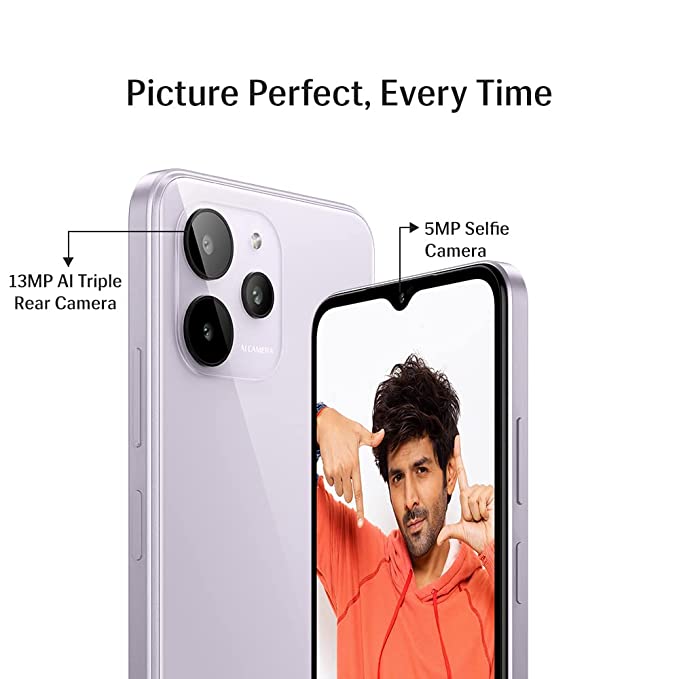 Picture Perfect, Every Time
5MP Selfie
Camera
13MP AI Triple
Rear Camera
AI CAMERA